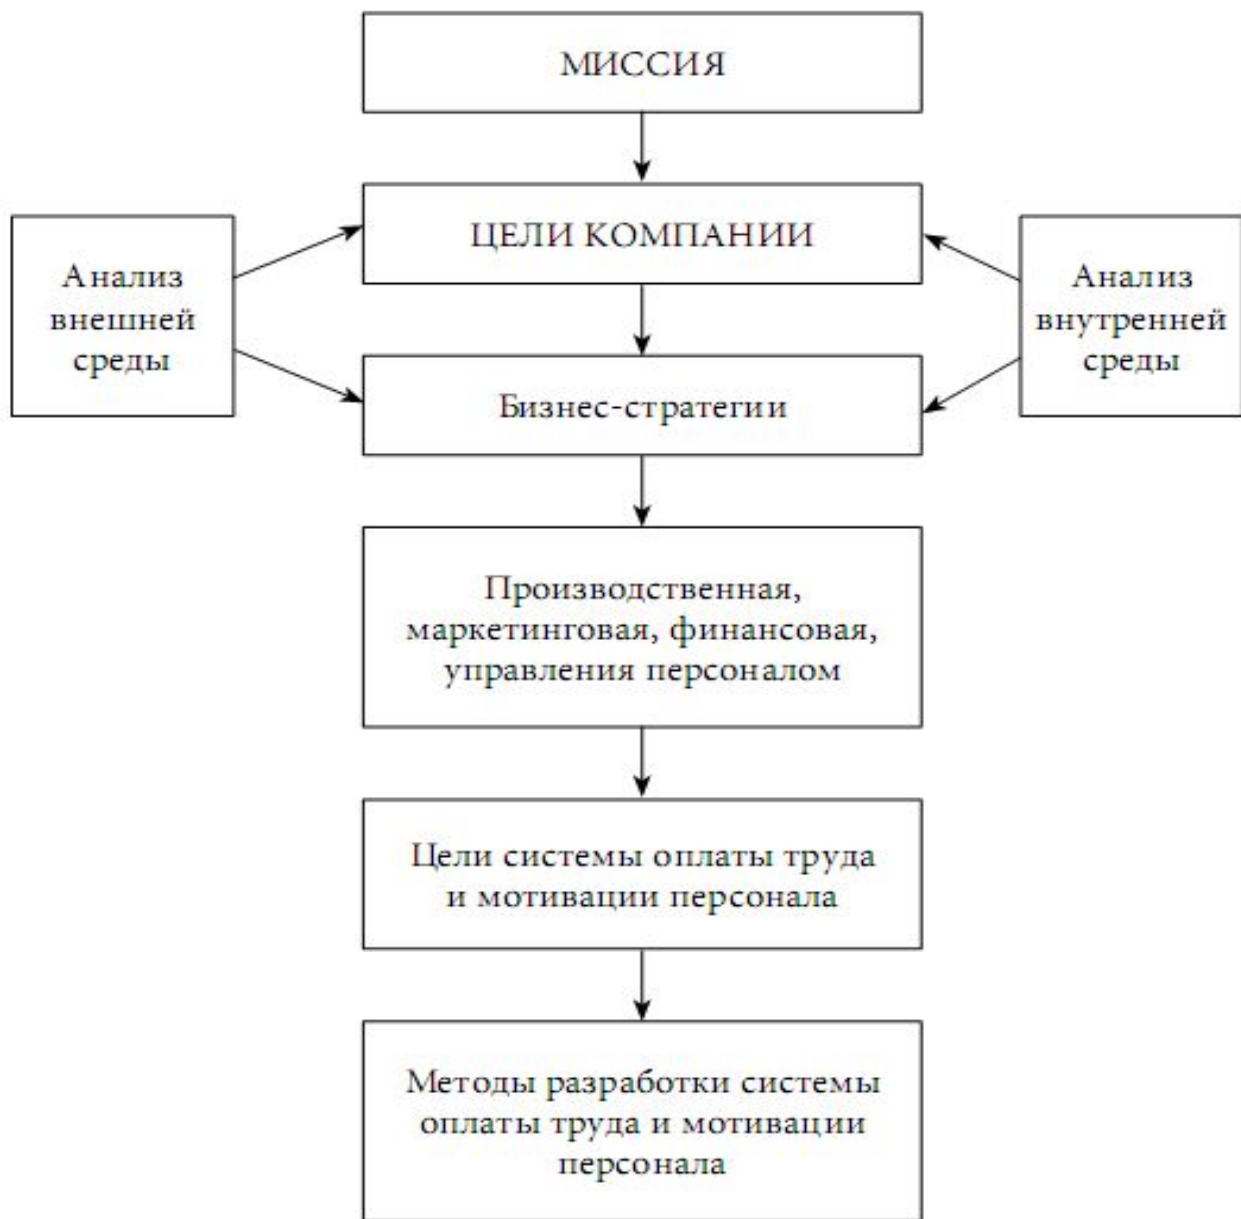 МИССИЯ
ЦЕЛИ КОМПАНИИ
Анализ
внешней
среды
Анализ
внутренней
среды
Бизнес-стратегии
Производственная,
маркетинговая, финансовая,
управления персоналом
Цели системы оплаты труда
и мотивации персонала
Методы разработки системы
оплаты труда и мотивации
персонала